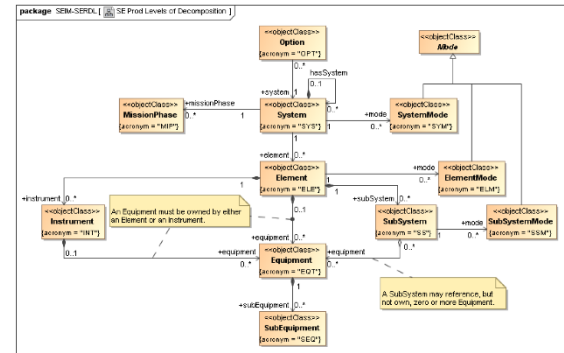 package SEIM-SERDL [ SE Prod Levels of Decomposition ]
<<objectClass>>
Option
{acronym = "OPT"}
0..*
+system 1
hasSystem
0..1
0..*
<<objectClass>>
Mode
<<objectClass>>
MissionPhase
{acronym = "MIP"}
+missionPhase
0..* 1
<<objectClass>>
System
{acronym = "SYS"}
+mode
1 0..*
<<objectClass>>
SystemMode
{acronym = "SYM"}
1
+element 0..*
<<objectClass>>
Element
{acronym = "ELE"}
+mode
1 0..*
<<objectClass>>
ElementMode
{acronym = "ELM"}
1
1
0..1
+instrument 0..*
+subSystem 0..*
<<objectClass>>
Instrument
{acronym = "INT"}
0..1
An Equipment must be owned by either
an Element or an Instrument.
<<objectClass>>
SubSystem
{acronym = "SS"}
0..*
+mode
1 0..*
<<objectClass>>
SubSystemMode
{acronym = "SSM"}
+equipment 0..*
+equipment
0..*
+equipment
0..*
<<objectClass>>
Equipment
{acronym = "EQT"}
1
A SubSystem may reference, but
not own, zero or more Equipment.
+subEquipment 0..*
<<objectClass>>
SubEquipment
{acronym = "SEQ"}